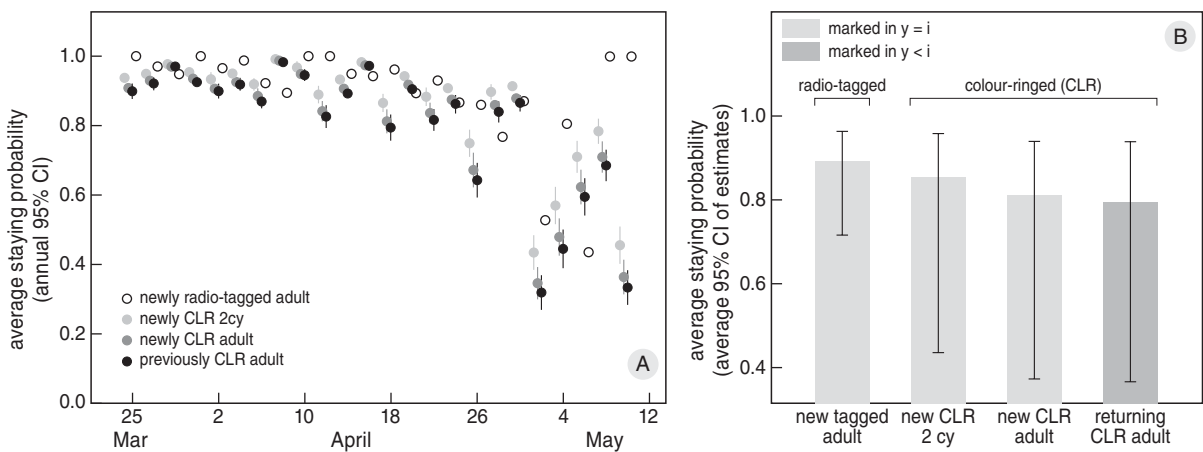 average staying probability
(annual 95% CI)
1.0
0.8
0.6
0.4
0.2
0.0
newly radio-tagged adult
newly CLR 2cy
newly CLR adult
previously CLR adult
A
25
2
10
18
26
4
12
Mar
April
May
B
marked in y = i
marked in y < i
radio-tagged
colour-ringed (CLR)
average staying probability
(average 95% CI of estimates)
1.0
0.8
0.6
0.4
new tagged
adult
new CLR
2 cy
new CLR
adult
returning
CLR adult